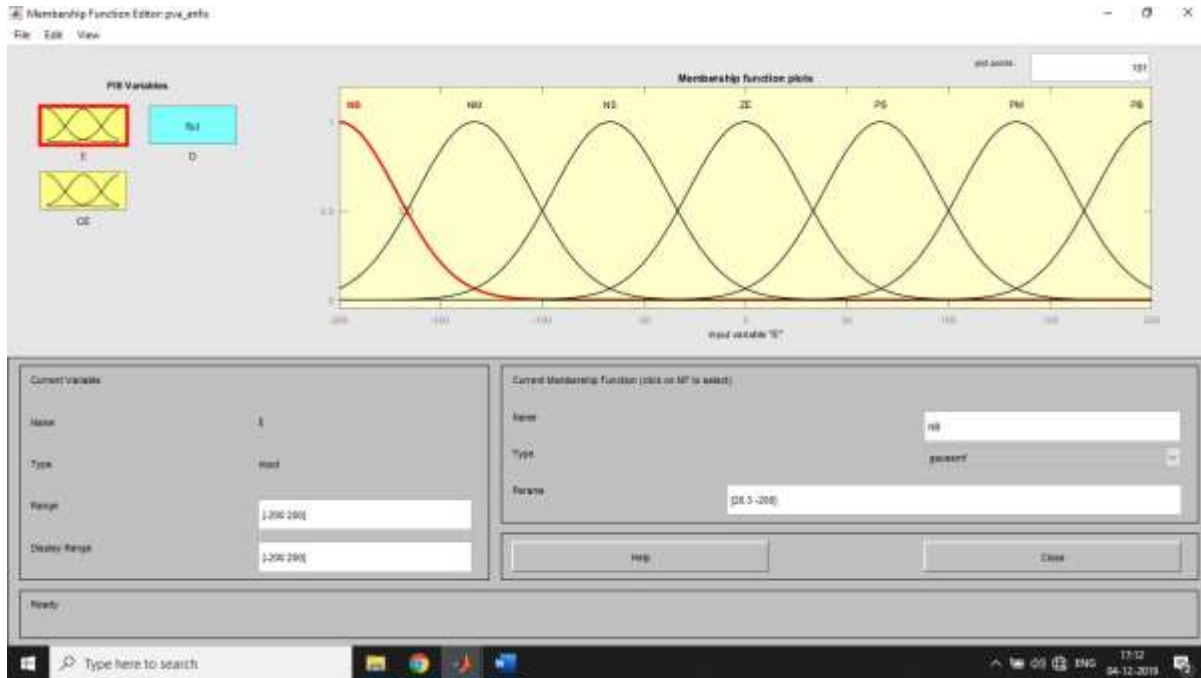 Membership Function Editor: pva_anfis
File Edit View
FIS Variables
Membership function plots
plot points:
181
NB NM NS ZE PS PM PB
f(u)
E
O
CE
1
0.5
0
-200 -150 -100 -50 0 50 100 150 200
input variable "E"
Current Variable
Name E
Type input
Range [-200 200]
Display Range [-200 200]
Current Membership Function (click on MF to select)
Name NB
Type gaussmf
Params [28.3 -200]
Help Close
Ready
Type here to search
ENG
17:12
04-12-2019